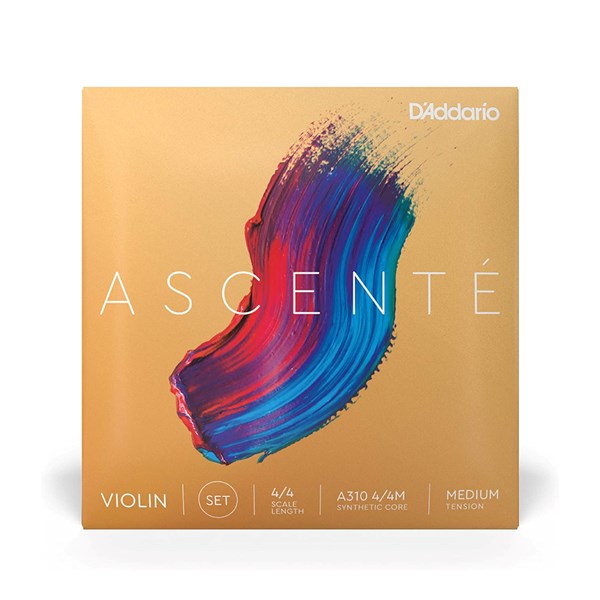 D'Addario
ASCENTÉ
VIOLIN
SET
4/4
SCALE
LENGTH
A310 4/4M
SYNTHETIC CORE
MEDIUM
TENSION